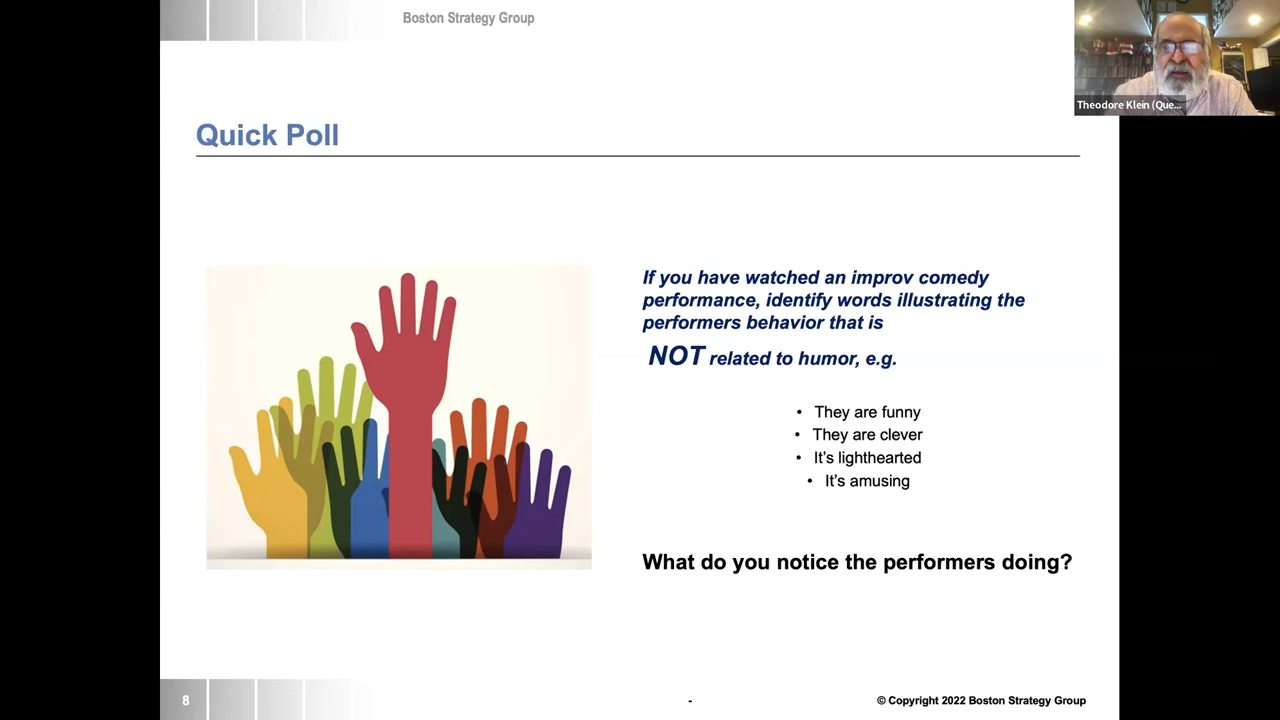 Boston Strategy Group
Theodore Klein (Que...
Quick Poll
If you have watched an improv comedy
performance, identify words illustrating the
performers behavior that is
NOT related to humor, e.g.
• They are funny
• They are clever
• It's lighthearted
• It's amusing
What do you notice the performers doing?
8
-
© Copyright 2022 Boston Strategy Group